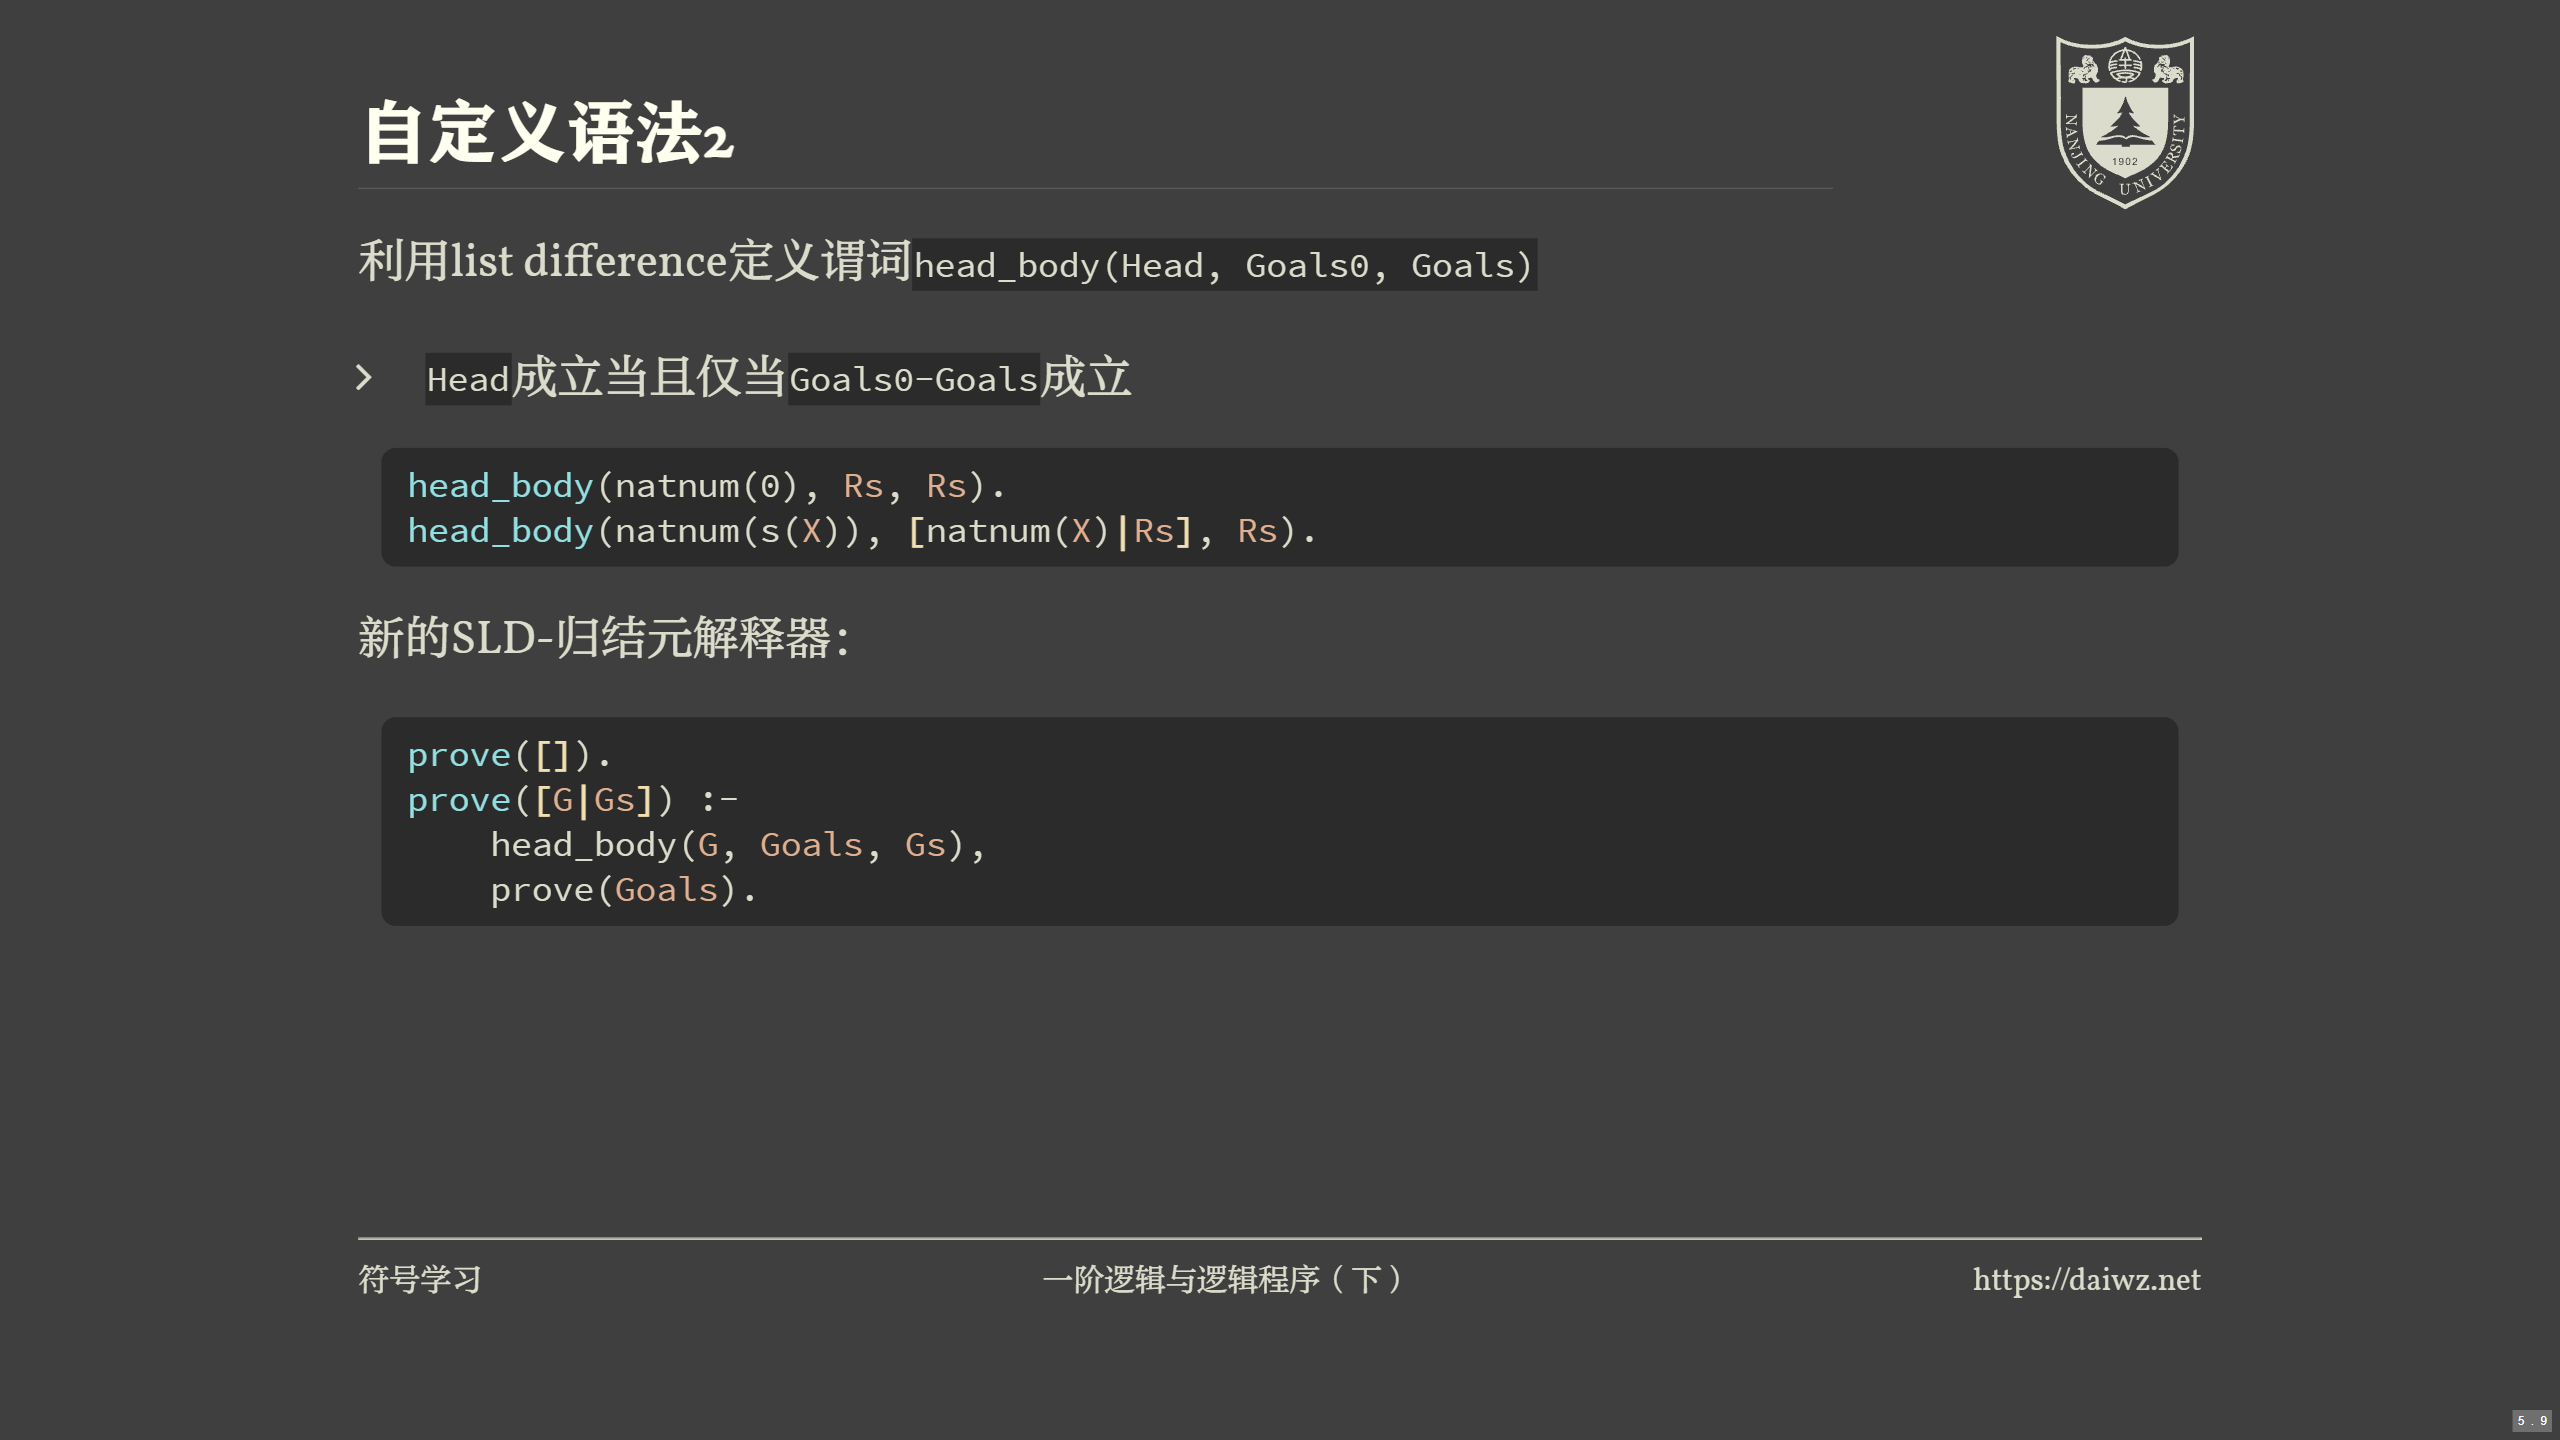 自定义语法2
NANJING UNIVERSITY
1902
利用list difference定义谓词head_body(Head, Goals0, Goals)
Head成立当且仅当Goals0-Goals成立
head_body(natnum(0), Rs, Rs).
head_body(natnum(s(X)), [natnum(X)|Rs], Rs).
新的SLD-归结元解释器：
prove([]).
prove([G|Gs]) :-
    head_body(G, Goals, Gs),
    prove(Goals).
符号学习
一阶逻辑与逻辑程序（下）
https://daiwz.net
5.9